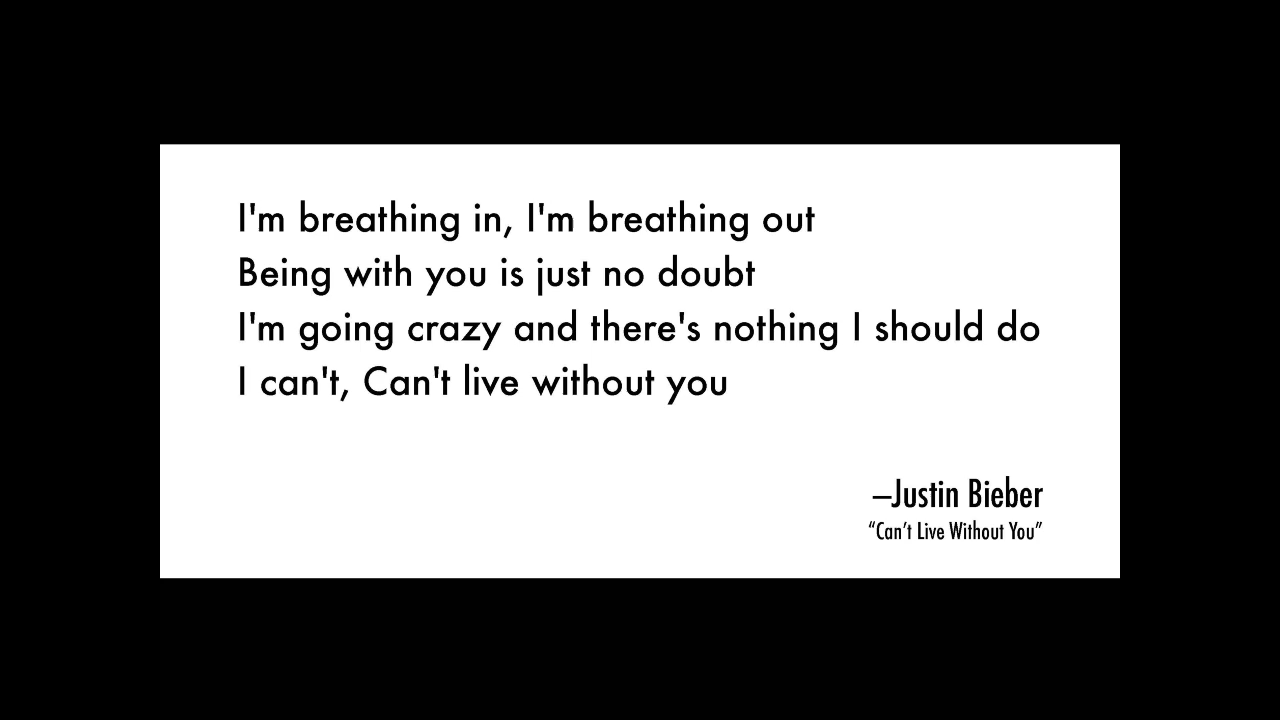 I'm breathing in, I'm breathing out
Being with you is just no doubt
I'm going crazy and there's nothing I should do
I can't, Can't live without you
–Justin Bieber
“Can’t Live Without You”